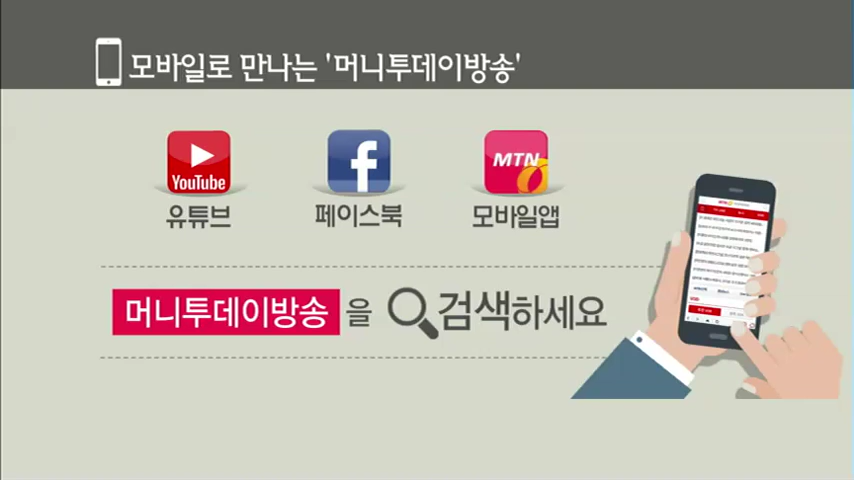 모바일로 만나는 '머니투데이방송'
YouTube
MTN
유튜브 페이스북 모바일앱
머니투데이방송 을 검색하세요
MTN